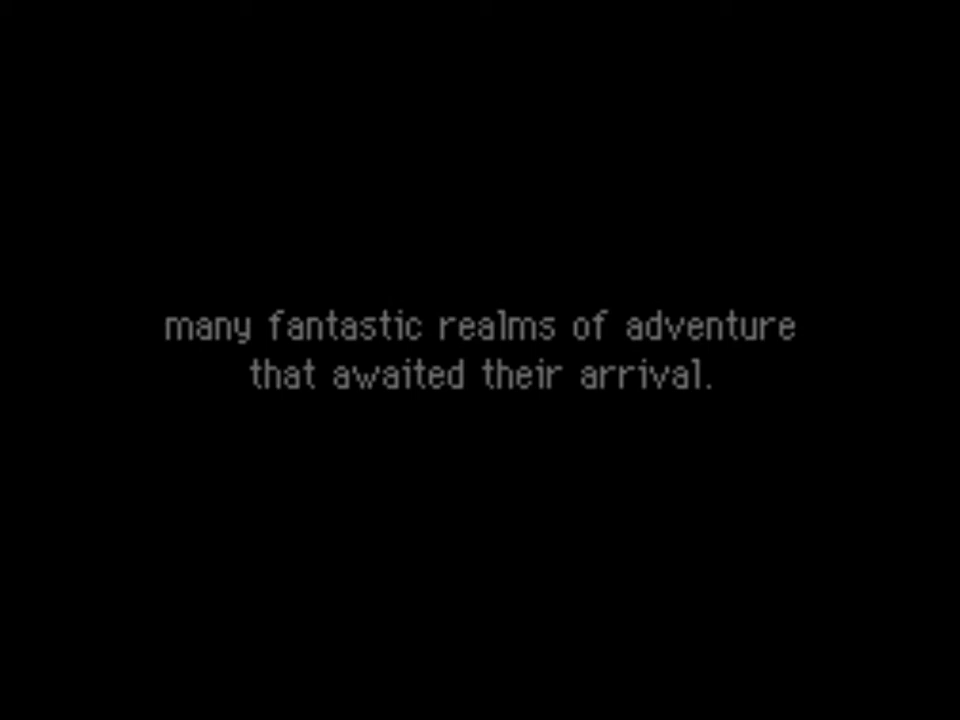 many fantastic realms of adventure
that awaited their arrival.